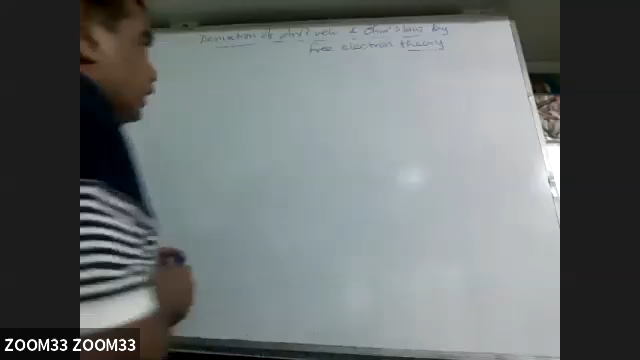 Derivation of drift velo & Ohm's law by
free electron theory
ZOOM33 ZOOM33